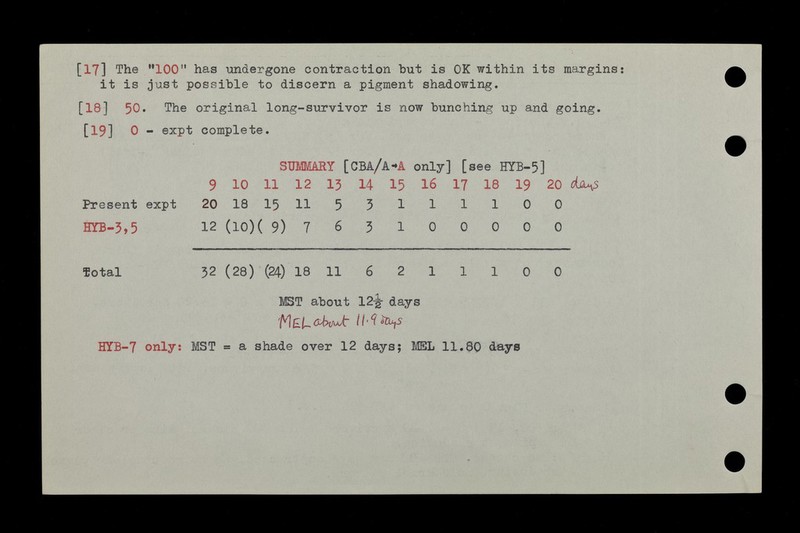 [17] The "100" has undergone contraction but is OK within its margins:
it is just possible to discern a pigment shadowing.
[18] 50. The original long-survivor is now bunching up and going.
[19] 0 - expt complete.
SUMMARY [CBA/A→A only] [see HYB-5]
9 10 11 12 13 14 15 16 17 18 19 20 days
Present expt 20 18 15 11 5 3 1 1 1 1 0 0
HYB-3,5 12 (10)( 9) 7 6 3 1 0 0 0 0 0
Total 32 (28) (24) 18 11 6 2 1 1 1 0 0
MST about 12½ days
MEL about 11.9 days
HYB-7 only: MST = a shade over 12 days; MEL 11.80 days